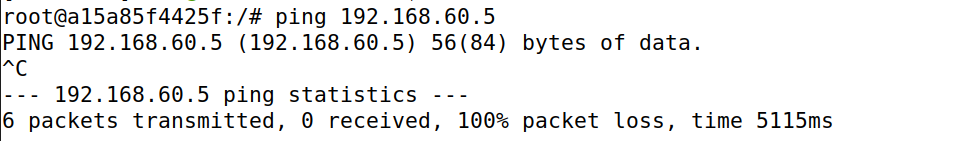 root@a15a85f4425f:/# ping 192.168.60.5
PING 192.168.60.5 (192.168.60.5) 56(84) bytes of data.
^C
--- 192.168.60.5 ping statistics ---
6 packets transmitted, 0 received, 100% packet loss, time 5115ms